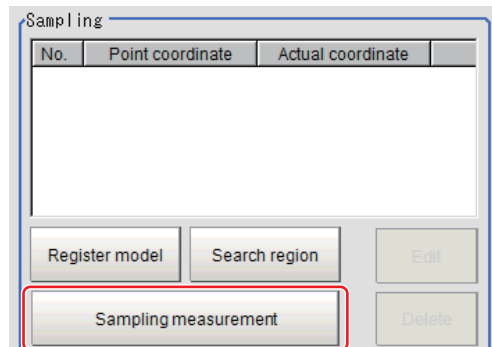 Sampling
No. Point coordinate Actual coordinate
Register model Search region Edit
Sampling measurement Delete